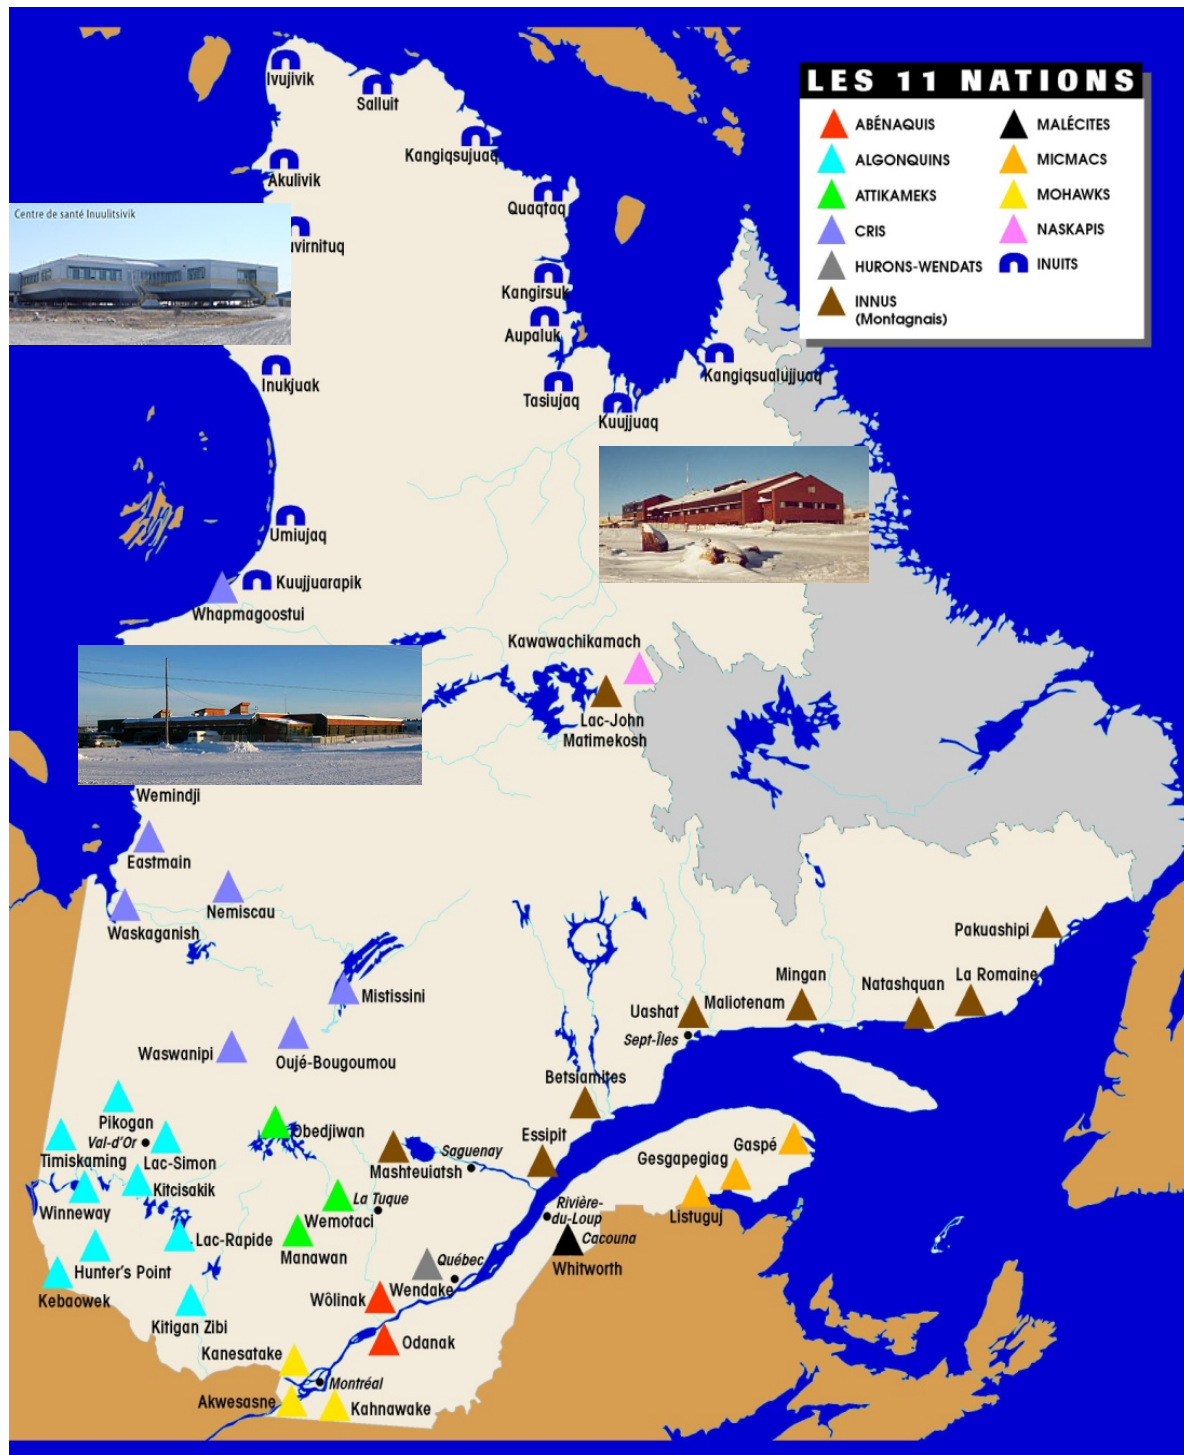 LES 11 NATIONS
ABÉNAQUIS
ALGONQUINS
ATTIKAMEKS
CRIS
HURONS-WENDATS
INNUS
(Montagnais)
MALÉCITES
MICMACS
MOHAWKS
NASKAPIS
INUITS
Ivujivik
Salluit
Kangiqsujuaq
Akulivik
Quaqtaq
Centre de santé Inuulitsivik
uvirnituq
Kangirsuk
Aupaluk
Kangiqsualujjuaq
Inukjuak
Tasiujaq
Kuujjuaq
Umiujaq
Kuujjuarapik
Whapmagoostui
Kawawachikamach
Lac-John
Matimekosh
Wemindji
Eastmain
Nemiscau
Waskaganish
Pakuashipi
Mistissini
Mingan
Natashquan
La Romaine
Uashat
Maliotenam
Sept-Îles
Waswanipi
Oujé-Bougoumou
Betsiamites
Pikogan
Val-d'Or
Obedjiwan
Essipit
Gaspé
Timiskaming
Lac-Simon
Mashteuiatsh
Saguenay
Gesgapegiag
Kitcisakik
Winneway
La Tuque
Wemotaci
Rivière-
du-Loup
Listuguj
Lac-Rapide
Manawan
Cacouna
Hunter's Point
Québec
Whitworth
Kebaowek
Wôlinak
Wendake
Kitigan Zibi
Odanak
Kanesatake
Montréal
Akwesasne
Kahnawake